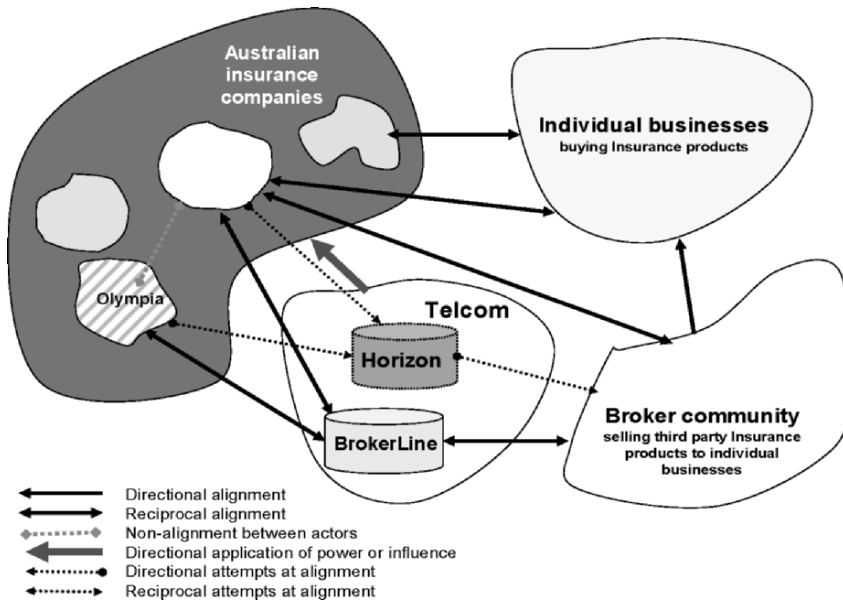 Australian
insurance
companies
Individual businesses
buying Insurance products
Olympia
Telcom
Horizon
BrokerLine
Broker community
selling third party Insurance
products to individual
businesses
Directional alignment
Reciprocal alignment
Non-alignment between actors
Directional application of power or influence
Directional attempts at alignment
Reciprocal attempts at alignment